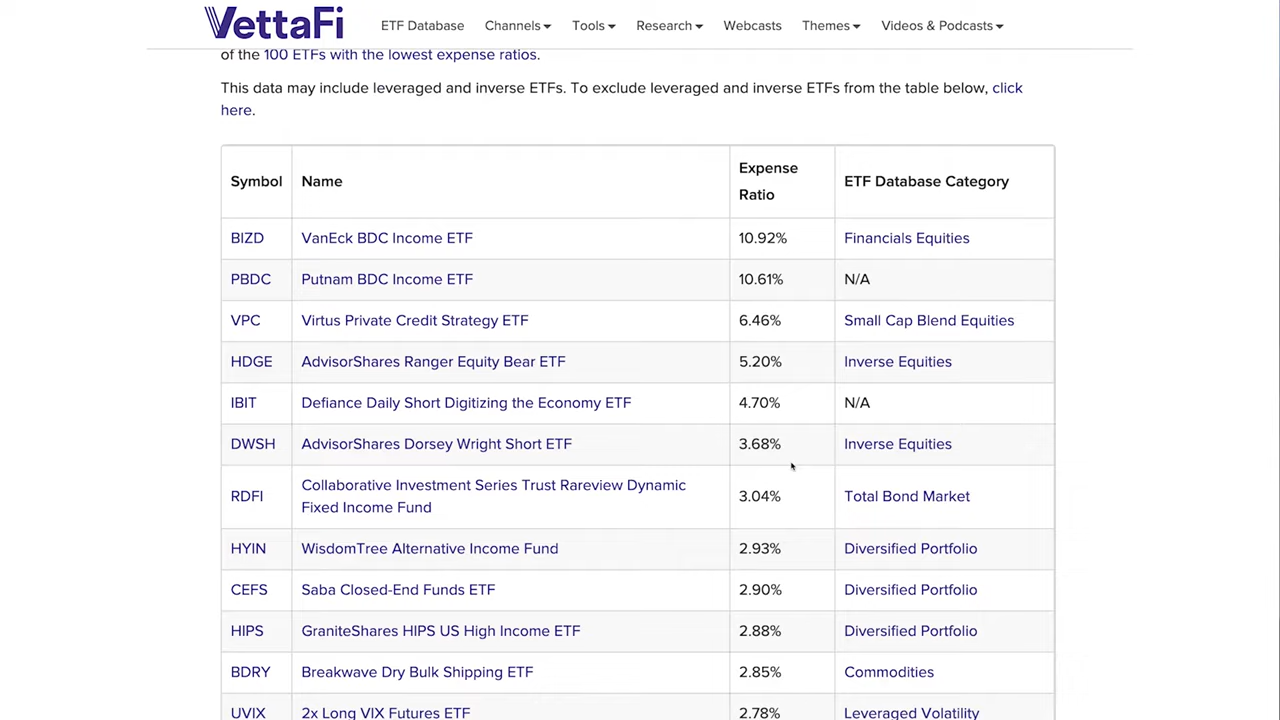 VettaFi
ETF Database Channels Tools Research Webcasts Themes Videos & Podcasts
of the 100 ETFs with the lowest expense ratios.
This data may include leveraged and inverse ETFs. To exclude leveraged and inverse ETFs from the table below, click
here.
Symbol Name Expense Ratio ETF Database Category
BIZD VanEck BDC Income ETF 10.92% Financials Equities
PBDC Putnam BDC Income ETF 10.61% N/A
VPC Virtus Private Credit Strategy ETF 6.46% Small Cap Blend Equities
HDGE AdvisorShares Ranger Equity Bear ETF 5.20% Inverse Equities
IBIT Defiance Daily Short Digitizing the Economy ETF 4.70% N/A
DWSH AdvisorShares Dorsey Wright Short ETF 3.68% Inverse Equities
RDFI Collaborative Investment Series Trust Rareview Dynamic
Fixed Income Fund 3.04% Total Bond Market
HYIN WisdomTree Alternative Income Fund 2.93% Diversified Portfolio
CEFS Saba Closed-End Funds ETF 2.90% Diversified Portfolio
HIPS GraniteShares HIPS US High Income ETF 2.88% Diversified Portfolio
BDRY Breakwave Dry Bulk Shipping ETF 2.85% Commodities
UVIX 2x Long VIX Futures ETF 2.78% Leveraged Volatility